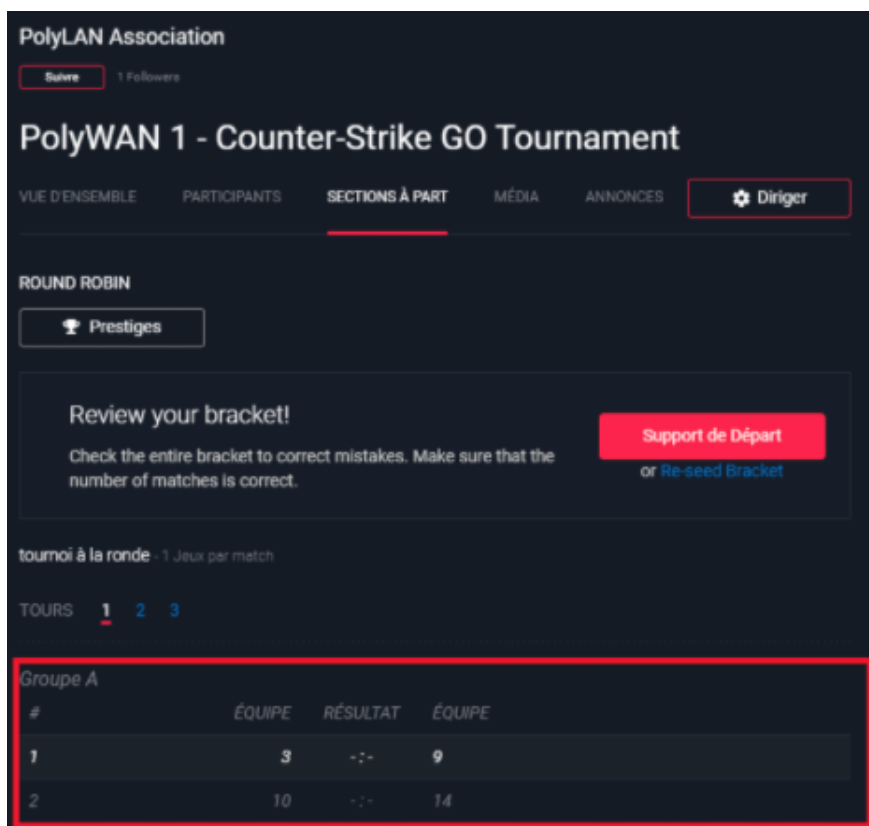 PolyLAN Association
Suivre 1 Followers
PolyWAN 1 - Counter-Strike GO Tournament
VUE D'ENSEMBLE PARTICIPANTS SECTIONS À PART MÉDIA ANNONCES Diriger
ROUND ROBIN
Prestiges
Review your bracket!
Check the entire bracket to correct mistakes. Make sure that the
number of matches is correct.
Support de Départ
or Re-seed Bracket
tournoi à la ronde - 1 Jeux par match
TOURS 1 2 3
Groupe A
# ÉQUIPE RÉSULTAT ÉQUIPE
1 3 -:- 9
2 10 -:- 14